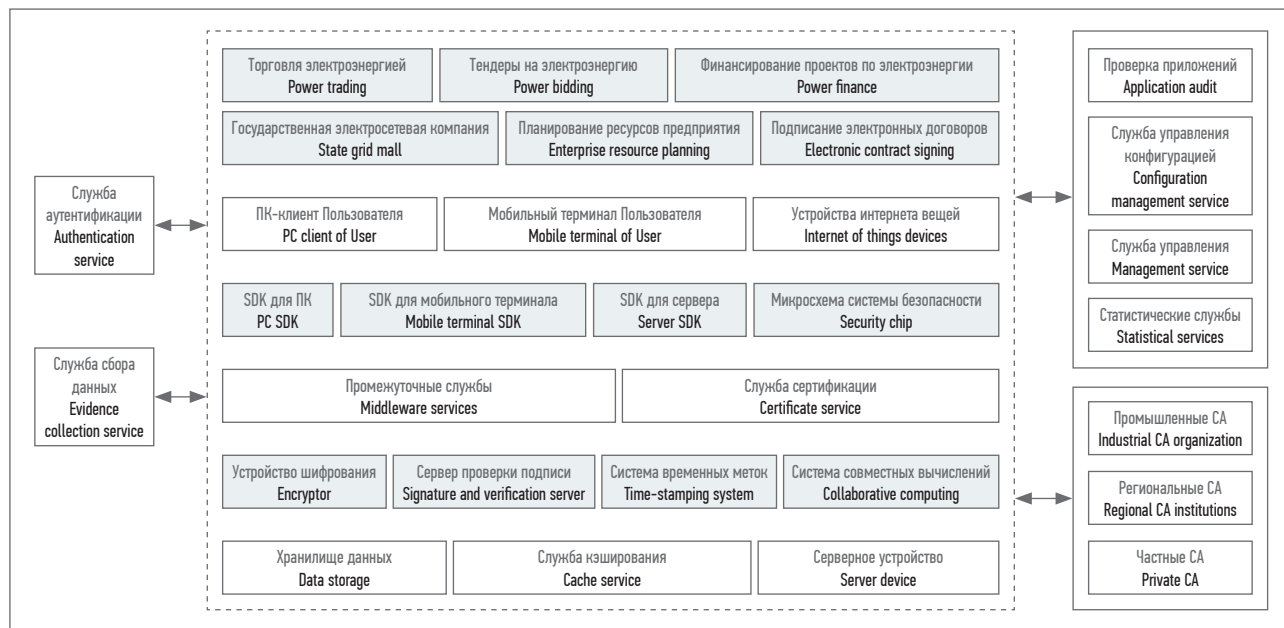 Торговля электроэнергией
Power trading
Тендеры на электроэнергию
Power bidding
Финансирование проектов по электроэнергии
Power finance
Государственная электросетевая компания
State grid mall
Планирование ресурсов предприятия
Enterprise resource planning
Подписание электронных договоров
Electronic contract signing
Служба
аутентификации
Authentication
service
ПК-клиент Пользователя
PC client of User
Мобильный терминал Пользователя
Mobile terminal of User
Устройства интернета вещей
Internet of things devices
SDK для ПК
PC SDK
SDK для мобильного терминала
Mobile terminal SDK
SDK для сервера
Server SDK
Микросхема системы безопасности
Security chip
Служба сбора
данных
Evidence
collection service
Промежуточные службы
Middleware services
Служба сертификации
Certificate service
Устройство шифрования
Encryptor
Сервер проверки подписи
Signature and verification server
Система временных меток
Time-stamping system
Система совместных вычислений
Collaborative computing
Хранилище данных
Data storage
Служба кэширования
Cache service
Серверное устройство
Server device
Проверка приложений
Application audit
Служба управления
конфигурацией
Configuration
management service
Служба управления
Management service
Статистические службы
Statistical services
Промышленные CA
Industrial CA organization
Региональные CA
Regional CA institutions
Частные CA
Private CA